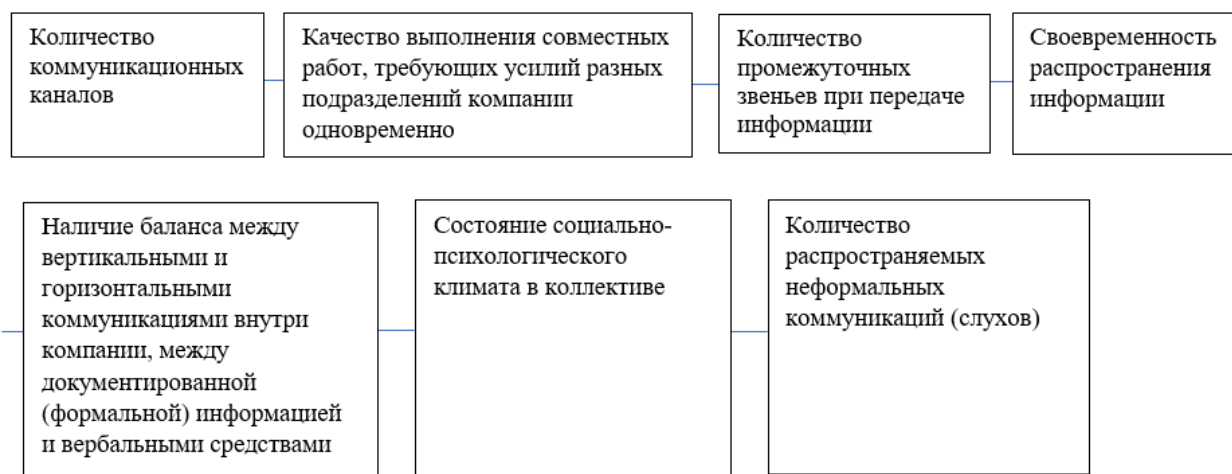 Количество
коммуникационных
каналов
Качество выполнения совместных
работ, требующих усилий разных
подразделений компании
одновременно
Количество
промежуточных
звеньев при передаче
информации
Своевременность
распространения
информации
Наличие баланса между
вертикальными и
горизонтальными
коммуникациями внутри
компании, между
документированной
(формальной) информацией
и вербальными средствами
Состояние социально-
психологического
климата в коллективе
Количество
распространяемых
неформальных
коммуникаций (слухов)